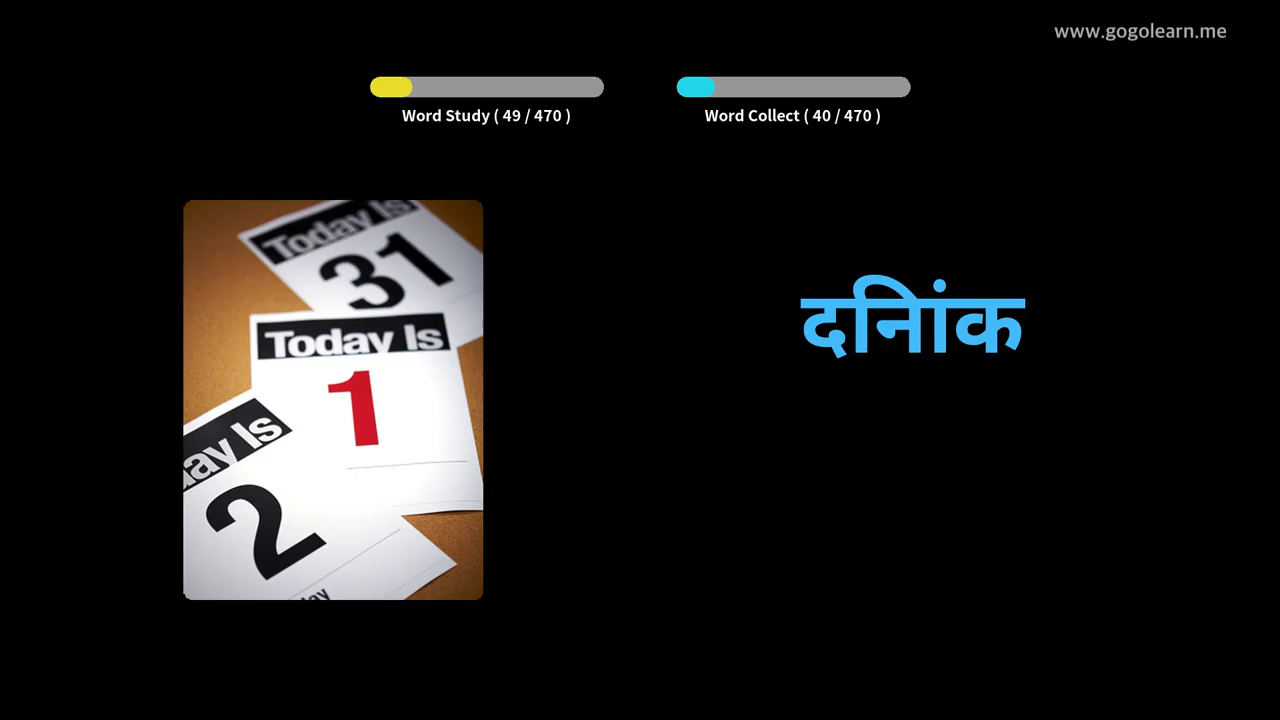 www.gogolearn.me
Word Study ( 49 / 470 )
Word Collect ( 40 / 470 )
Today Is
31
Today Is
1
ay Is
2
दनिांक